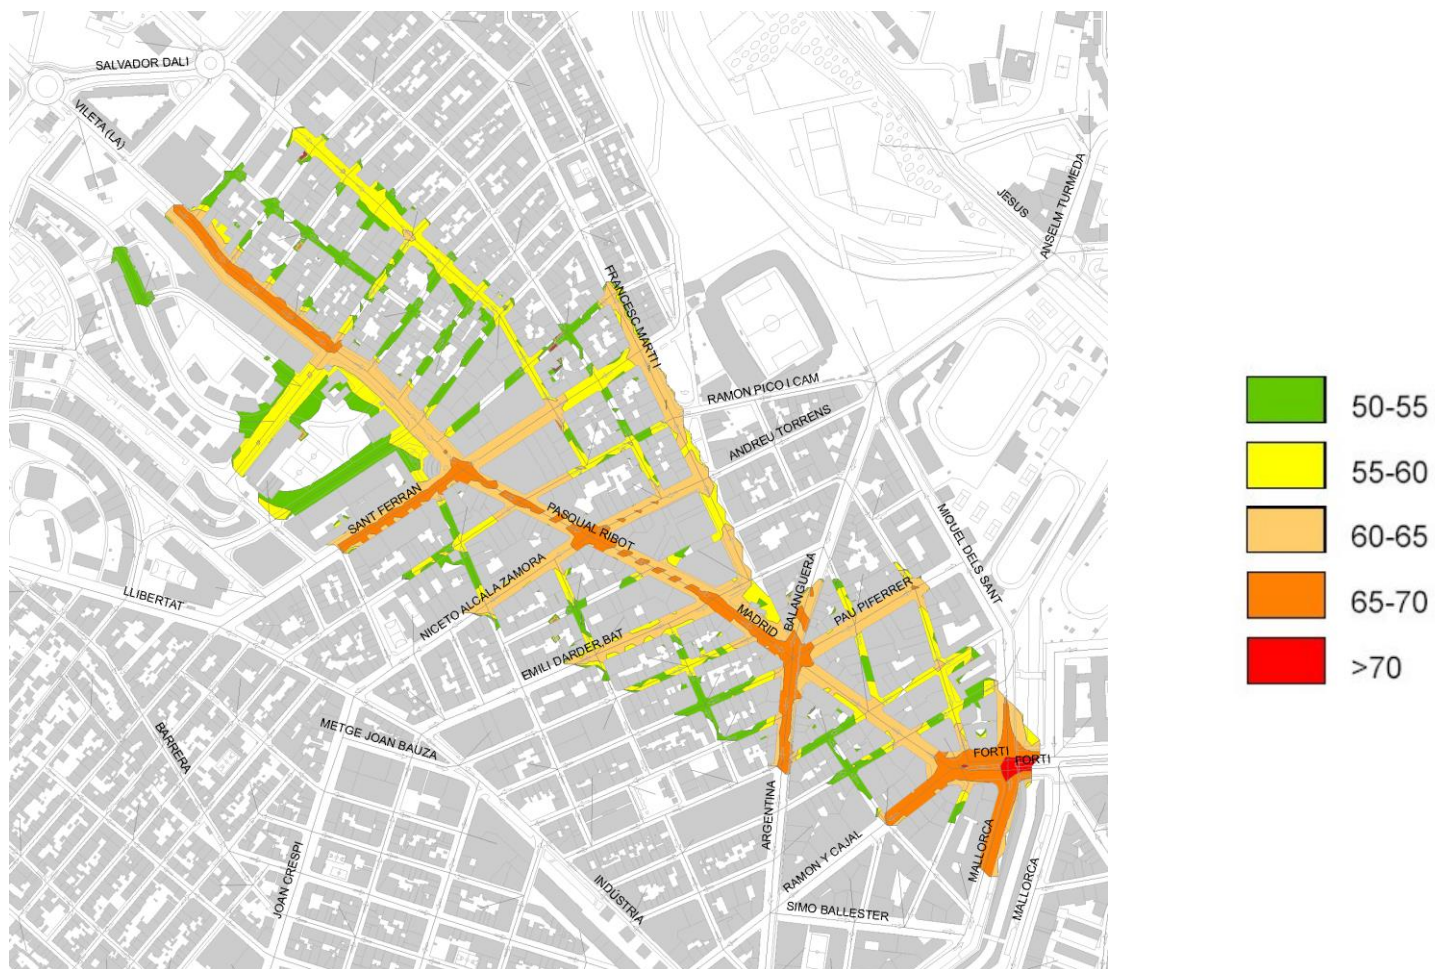 SALVADOR DALI
VILETA (LA)
JESUS
ANSELM TURMEDA
FRANCESC MARTI I
RAMON PICO I CAM
ANDREU TORRENS
SANT FERRAN
PASQUAL RIBOT
MIQUEL DELS SANT
NICETO ALCALA ZAMORA
LLIBERTAT
BALANGUERA
PAU PIFERRER
MADRID
EMILI DARDER,BAT
METGE JOAN BAUZA
BARRERA
FORTI
FORTI
ARGENTINA
MALLORCA
RAMON Y CAJAL
MALLORCA
JOAN CRESPI
INDÚSTRIA
SIMO BALLESTER
50-55
55-60
60-65
65-70
>70